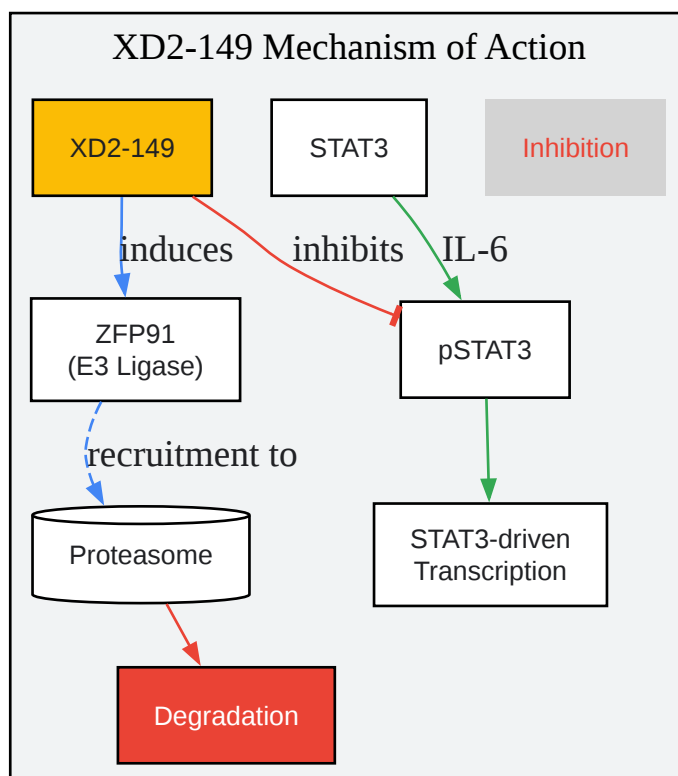 XD2-149 Mechanism of Action
XD2-149
STAT3
Inhibition
induces
inhibits
IL-6
ZFP91
(E3 Ligase)
pSTAT3
recruitment to
Proteasome
STAT3-driven
Transcription
Degradation